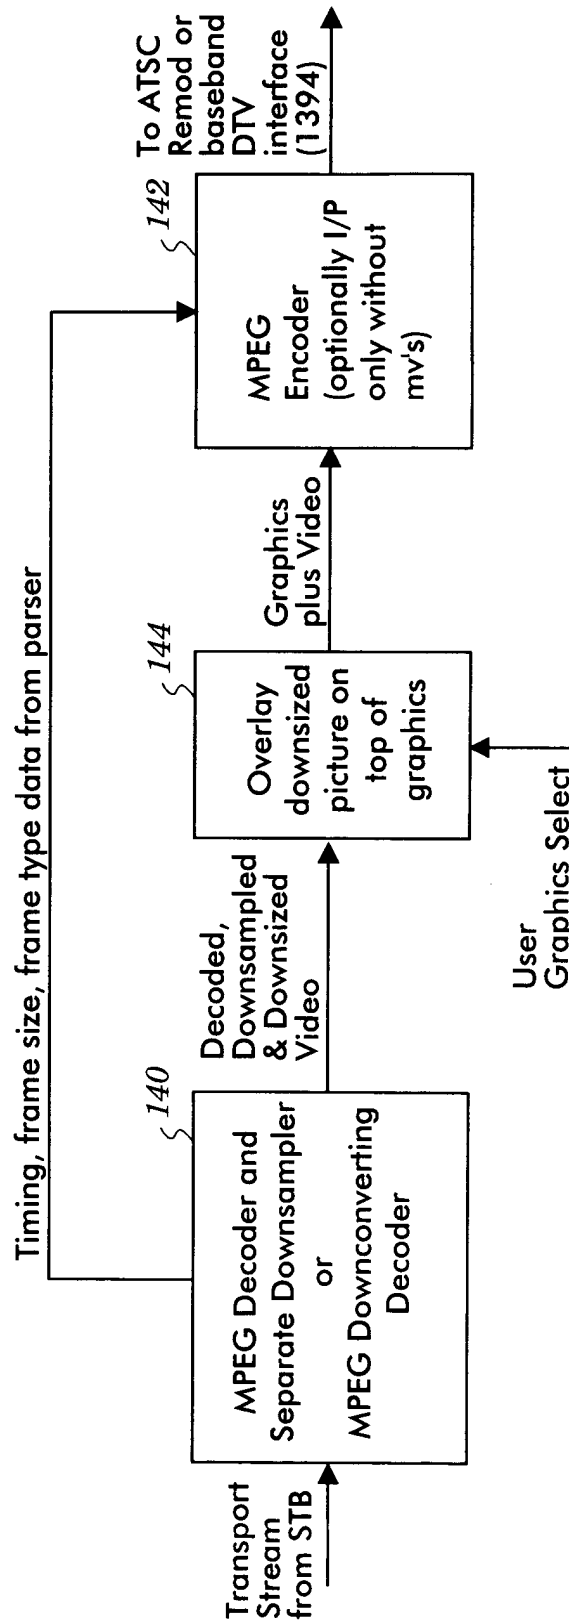 Timing, frame size, frame type data from parser
Transport
Stream
from STB
140
MPEG Decoder and
Separate Downsampler
or
MPEG Downconverting
Decoder
Decoded,
Downsampled
& Downsized
Video
144
Overlay
downsized
picture on
top of
graphics
User
Graphics Select
Graphics
plus Video
142
MPEG
Encoder
(optionally I/P
only without
mv's)
To ATSC
Remod or
baseband
DTV
interface
(1394)